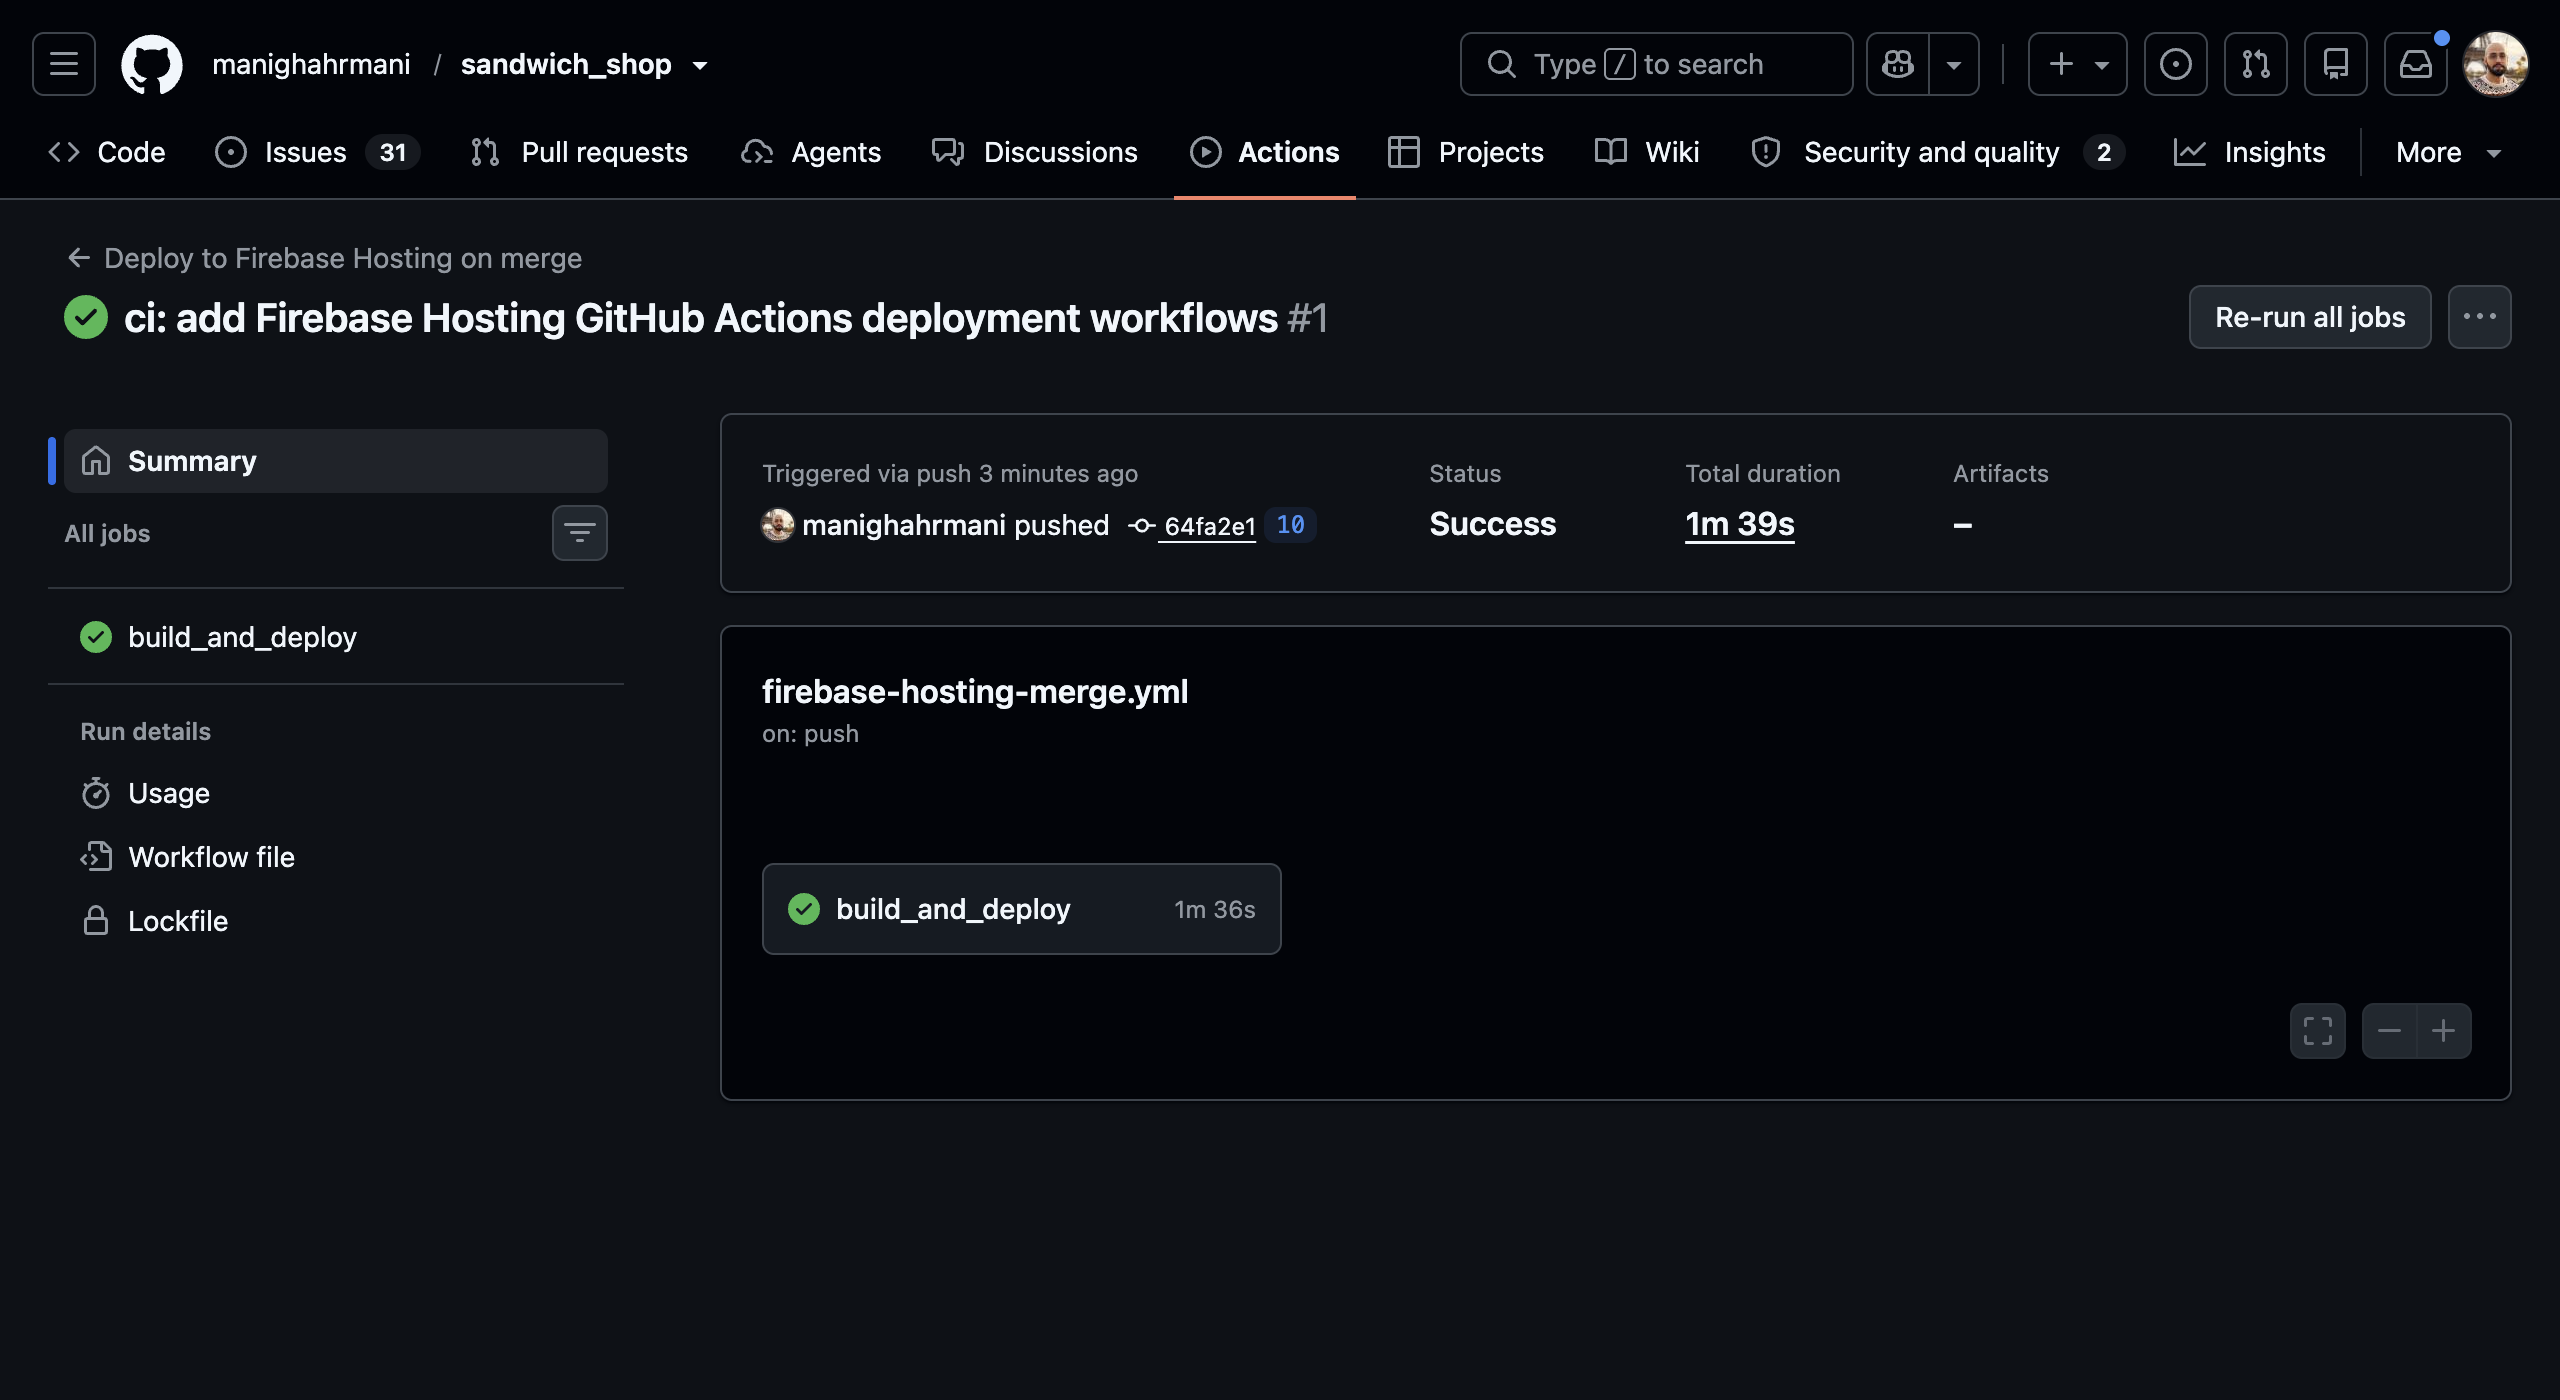 manighahrmani / sandwich_shop
Type / to search
Code
Issues 31
Pull requests
Agents
Discussions
Actions
Projects
Wiki
Security and quality 2
Insights
More
Deploy to Firebase Hosting on merge
ci: add Firebase Hosting GitHub Actions deployment workflows #1
Re-run all jobs
Summary
All jobs
build_and_deploy
Run details
Usage
Workflow file
Lockfile
Triggered via push 3 minutes ago
manighahrmani pushed 64fa2e1 10
Status
Success
Total duration
1m 39s
Artifacts
–
firebase-hosting-merge.yml
on: push
build_and_deploy 1m 36s